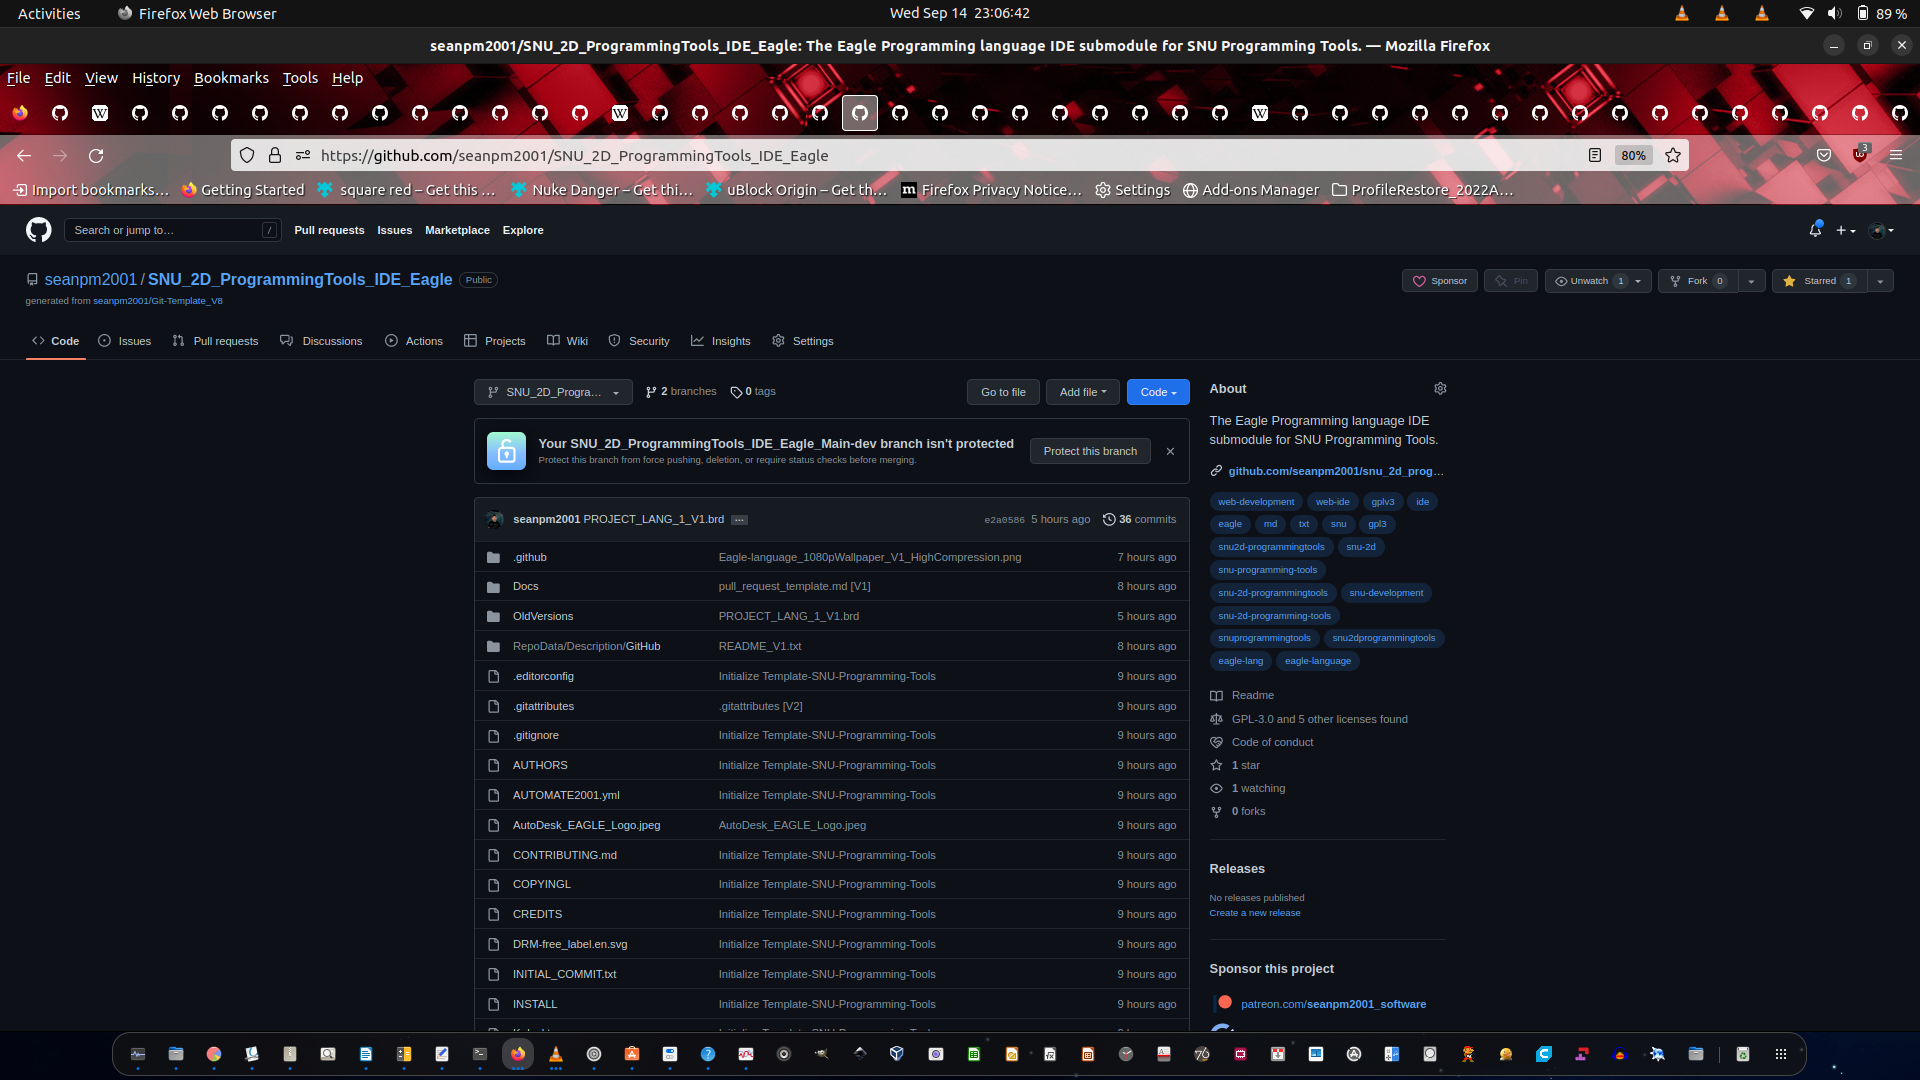 Activities Firefox Web Browser Wed Sep 14 23:06:42 89 %
seanpm2001/SNU_2D_ProgrammingTools_IDE_Eagle: The Eagle Programming language IDE submodule for SNU Programming Tools. — Mozilla Firefox
File Edit View History Bookmarks Tools Help
https://github.com/seanpm2001/SNU_2D_ProgrammingTools_IDE_Eagle 80% 3
Import bookmarks… Getting Started square red – Get this … Nuke Danger – Get thi… uBlock Origin – Get th… Firefox Privacy Notice… Settings Add-ons Manager ProfileRestore_2022A…
Search or jump to… / Pull requests Issues Marketplace Explore
seanpm2001 / SNU_2D_ProgrammingTools_IDE_Eagle Public Sponsor Pin Unwatch 1 Fork 0 Starred 1
generated from seanpm2001/Git-Template_V8
Code Issues Pull requests Discussions Actions Projects Wiki Security Insights Settings
SNU_2D_Progra… 2 branches 0 tags Go to file Add file Code
Your SNU_2D_ProgrammingTools_IDE_Eagle_Main-dev branch isn't protected
Protect this branch from force pushing, deletion, or require status checks before merging.
Protect this branch
seanpm2001 PROJECT_LANG_1_V1.brd … e2a0586 5 hours ago 36 commits
.github Eagle-language_1080pWallpaper_V1_HighCompression.png 7 hours ago
Docs pull_request_template.md [V1] 8 hours ago
OldVersions PROJECT_LANG_1_V1.brd 5 hours ago
RepoData/Description/GitHub README_V1.txt 8 hours ago
.editorconfig Initialize Template-SNU-Programming-Tools 9 hours ago
.gitattributes .gitattributes [V2] 9 hours ago
.gitignore Initialize Template-SNU-Programming-Tools 9 hours ago
AUTHORS Initialize Template-SNU-Programming-Tools 9 hours ago
AUTOMATE2001.yml Initialize Template-SNU-Programming-Tools 9 hours ago
AutoDesk_EAGLE_Logo.jpeg AutoDesk_EAGLE_Logo.jpeg 9 hours ago
CONTRIBUTING.md Initialize Template-SNU-Programming-Tools 9 hours ago
COPYINGL Initialize Template-SNU-Programming-Tools 9 hours ago
CREDITS Initialize Template-SNU-Programming-Tools 9 hours ago
DRM-free_label.en.svg Initialize Template-SNU-Programming-Tools 9 hours ago
INITIAL_COMMIT.txt Initialize Template-SNU-Programming-Tools 9 hours ago
INSTALL Initialize Template-SNU-Programming-Tools 9 hours ago
About
The Eagle Programming language IDE
submodule for SNU Programming Tools.
github.com/seanpm2001/snu_2d_prog…
web-development web-ide gplv3 ide
eagle md txt snu gpl3
snu2d-programmingtools snu-2d
snu-programming-tools
snu-2d-programmingtools snu-development
snu-2d-programming-tools
snuprogrammingtools snu2dprogrammingtools
eagle-lang eagle-language
Readme
GPL-3.0 and 5 other licenses found
Code of conduct
1 star
1 watching
0 forks
Releases
No releases published
Create a new release
Sponsor this project
patreon.com/seanpm2001_software